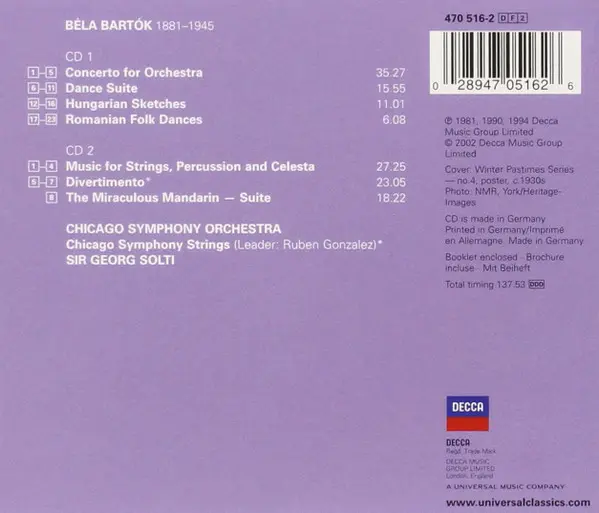 BÉLA BARTÓK 1881–1945
CD 1
1–5 Concerto for Orchestra 35.27
6–11 Dance Suite 15 55
12–16 Hungarian Sketches 11.01
17–23 Romanian Folk Dances 6.08
CD 2
1–4 Music for Strings, Percussion and Celesta 27.25
5–7 Divertimento* 23.05
8 The Miraculous Mandarin — Suite 18.22
CHICAGO SYMPHONY ORCHESTRA
Chicago Symphony Strings (Leader: Ruben Gonzalez)*
SIR GEORG SOLTI
470 516-2 DF2
0 28947 05162 6
℗ 1981, 1990, 1994 Decca
Music Group Limited
© 2002 Decca Music Group
Limited
Cover: Winter Pastimes Series
— no.4, poster, c.1930s
Photo: NMR, York/Heritage-
Images
CD is made in Germany
Printed in Germany/Imprimé
en Allemagne Made in Germany
Booklet enclosed · Brochure
incluse · Mit Beiheft
Total timing 137.53 DDD
DECCA
DECCA
Regd. Trade Mark
DECCA MUSIC
GROUP LIMITED
London, England
A UNIVERSAL MUSIC COMPANY
www.universalclassics.com